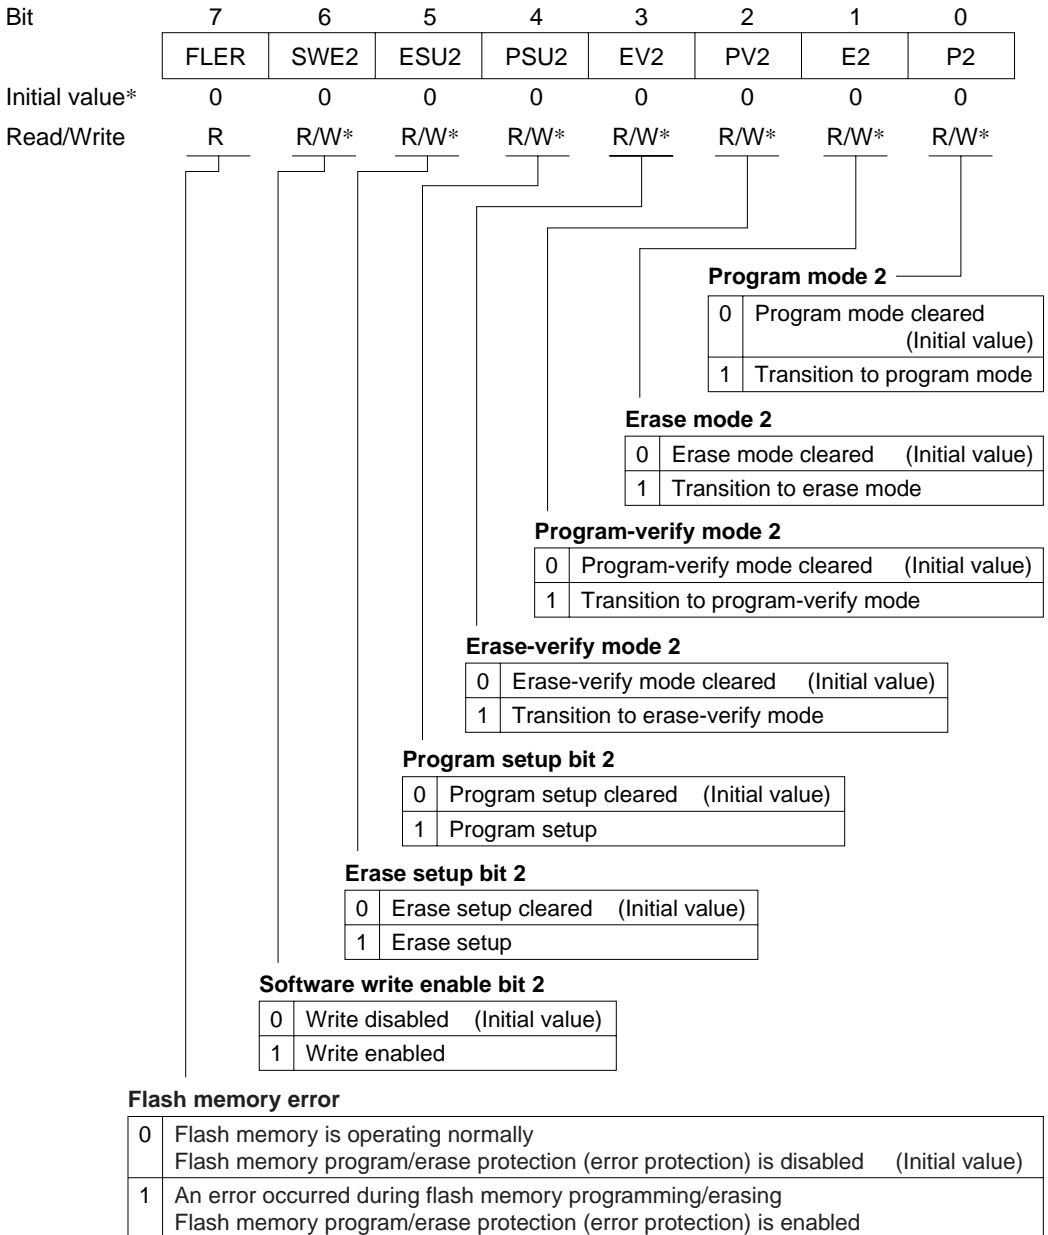 Bit 7 6 5 4 3 2 1 0
FLER SWE2 ESU2 PSU2 EV2 PV2 E2 P2
Initial value* 0 0 0 0 0 0 0 0
Read/Write R R/W* R/W* R/W* R/W* R/W* R/W* R/W*
Program mode 2
0 Program mode cleared
(Initial value)
1 Transition to program mode
Erase mode 2
0 Erase mode cleared (Initial value)
1 Transition to erase mode
Program-verify mode 2
0 Program-verify mode cleared (Initial value)
1 Transition to program-verify mode
Erase-verify mode 2
0 Erase-verify mode cleared (Initial value)
1 Transition to erase-verify mode
Program setup bit 2
0 Program setup cleared (Initial value)
1 Program setup
Erase setup bit 2
0 Erase setup cleared (Initial value)
1 Erase setup
Software write enable bit 2
0 Write disabled (Initial value)
1 Write enabled
Flash memory error
0 Flash memory is operating normally
Flash memory program/erase protection (error protection) is disabled (Initial value)
1 An error occurred during flash memory programming/erasing
Flash memory program/erase protection (error protection) is enabled